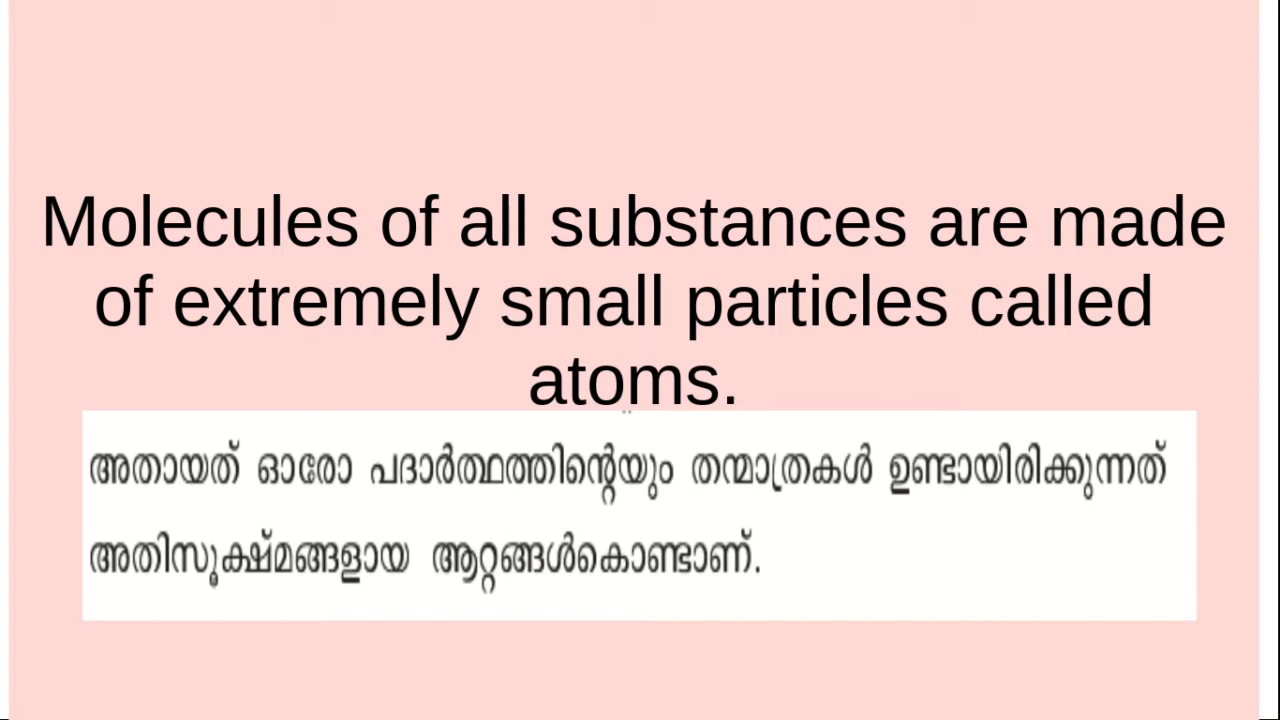 Molecules of all substances are made
of extremely small particles called
atoms.
അതായത് ഓരോ പദാർത്ഥത്തിന്റെയും തന്മാത്രകൾ ഉണ്ടായിരിക്കുന്നത്
അതിസൂക്ഷ്മങ്ങളായ ആറ്റങ്ങൾകൊണ്ടാണ്.